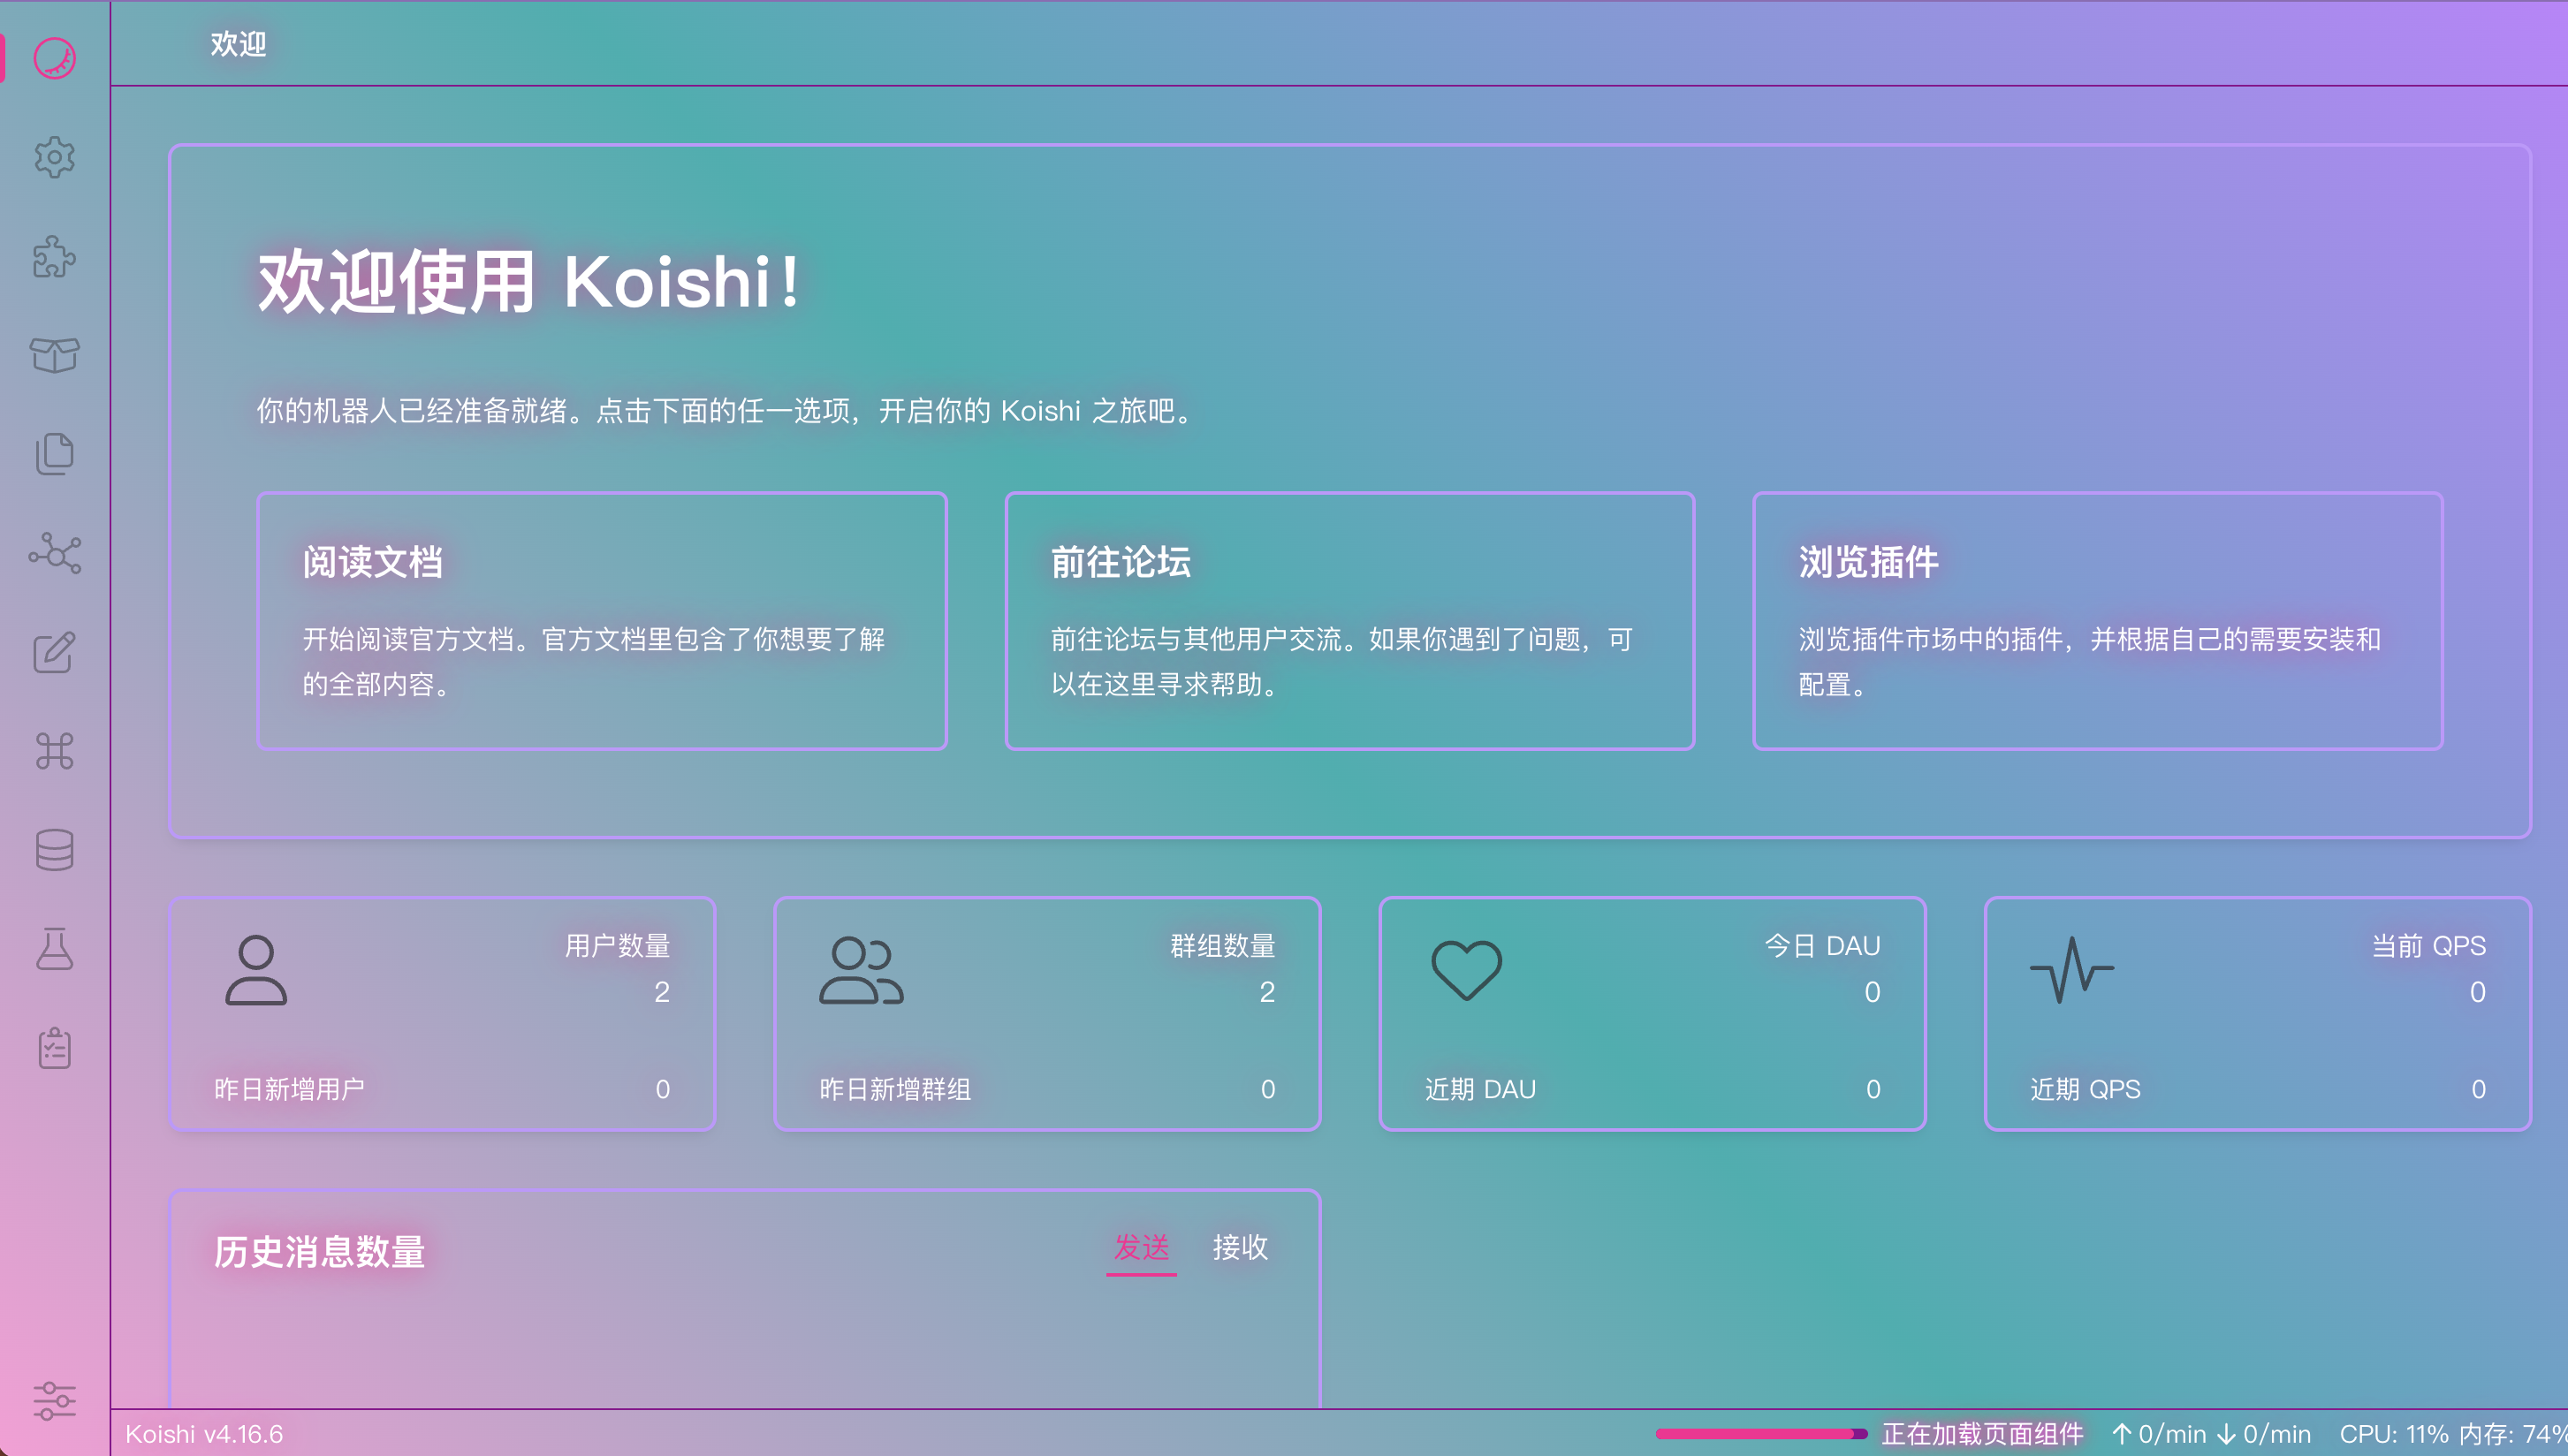 欢迎
欢迎使用 Koishi！
你的机器人已经准备就绪。点击下面的任一选项，开启你的 Koishi 之旅吧。
阅读文档
开始阅读官方文档。官方文档里包含了你想要了解
的全部内容。
前往论坛
前往论坛与其他用户交流。如果你遇到了问题，可
以在这里寻求帮助。
浏览插件
浏览插件市场中的插件，并根据自己的需要安装和
配置。
用户数量
2
昨日新增用户 0
群组数量
2
昨日新增群组 0
今日 DAU
0
近期 DAU 0
当前 QPS
0
近期 QPS 0
历史消息数量 发送 接收
Koishi v4.16.6 正在加载页面组件 ↑0/min ↓0/min CPU: 11% 内存: 74%